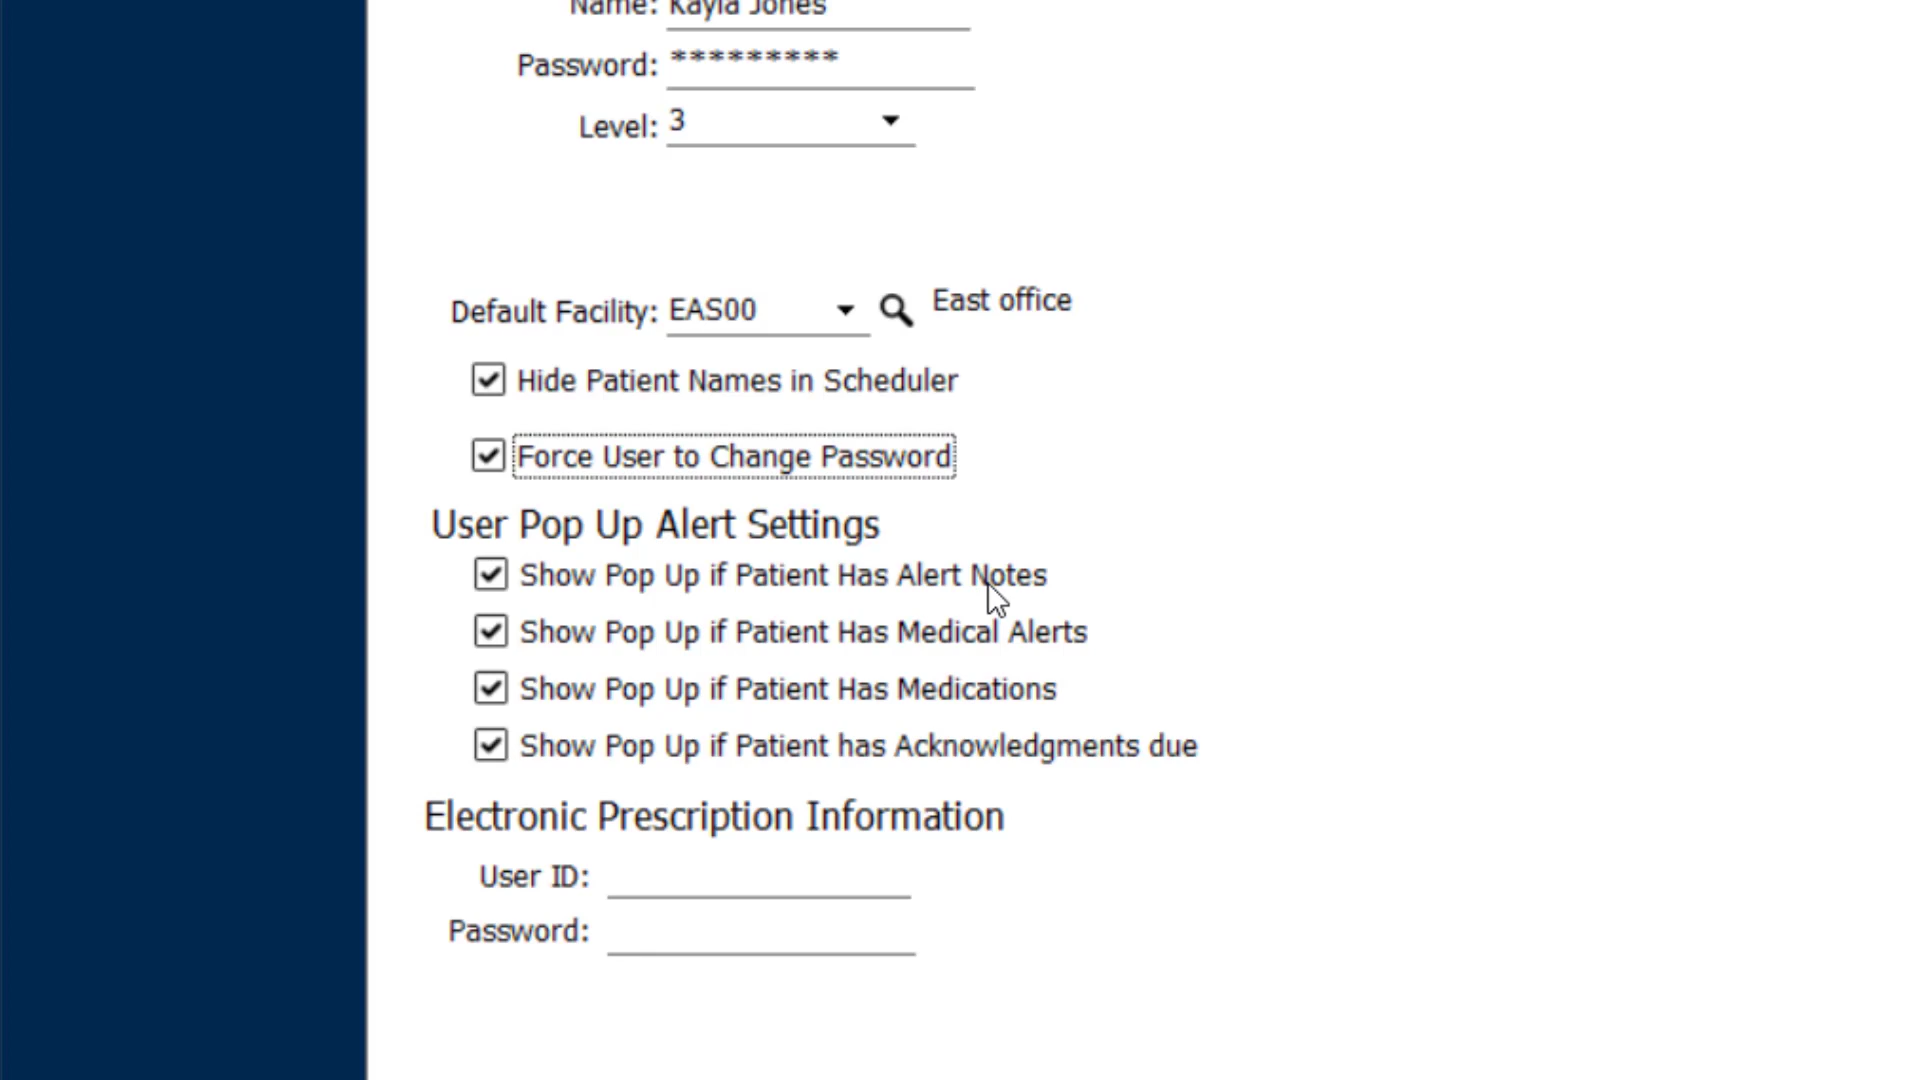 Name: Kayla Jones
Password: *********
Level: 3
Default Facility: EAS00 East office
Hide Patient Names in Scheduler
Force User to Change Password
User Pop Up Alert Settings
Show Pop Up if Patient Has Alert Notes
Show Pop Up if Patient Has Medical Alerts
Show Pop Up if Patient Has Medications
Show Pop Up if Patient has Acknowledgments due
Electronic Prescription Information
User ID:
Password: